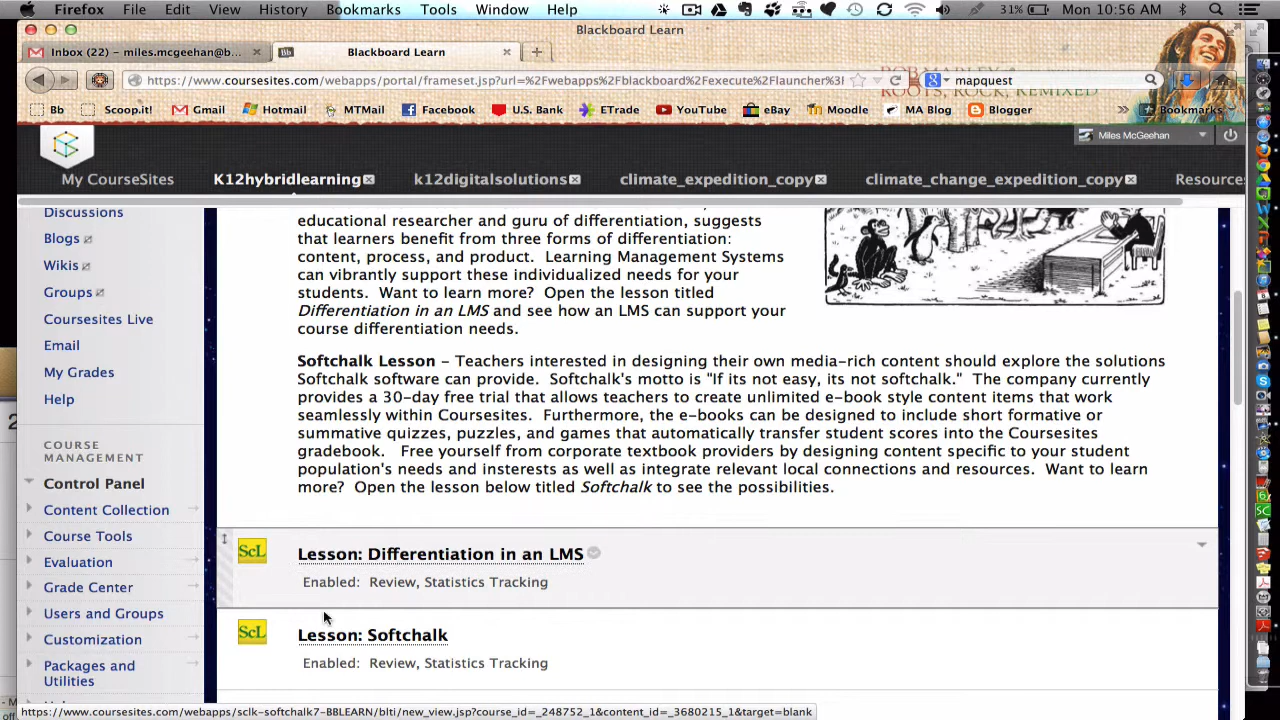 Firefox File Edit View History Bookmarks Tools Window Help 31% Mon 10:56 AM
Blackboard Learn
Inbox (22) - miles.mcgeehan@b... Bb Blackboard Learn
https://www.coursesites.com/webapps/portal/frameset.jsp?url=%2Fwebapps%2Fblackboard%2Fexecute%2Flauncher%3I mapquest
BOB MARLEY
ROOTS, ROCK, REMIXED
Bb Scoop.it! Gmail Hotmail MTMail Facebook U.S. Bank ETrade YouTube eBay Moodle MA Blog Blogger Bookmarks
Miles McGeehan
My CourseSites K12hybridlearning k12digitalsolutions climate_expedition_copy climate_change_expedition_copy Resources
Discussions
Blogs
Wikis
Groups
Coursesites Live
Email
My Grades
Help
COURSE
MANAGEMENT
Control Panel
Content Collection
Course Tools
Evaluation
Grade Center
Users and Groups
Customization
Packages and
Utilities
educational researcher and guru of differentiation, suggests
that learners benefit from three forms of differentiation:
content, process, and product. Learning Management Systems
can vibrantly support these individualized needs for your
students. Want to learn more? Open the lesson titled
Differentiation in an LMS and see how an LMS can support your
course differentiation needs.
Softchalk Lesson - Teachers interested in designing their own media-rich content should explore the solutions
Softchalk software can provide. Softchalk's motto is "If its not easy, its not softchalk." The company currently
provides a 30-day free trial that allows teachers to create unlimited e-book style content items that work
seamlessly within Coursesites. Furthermore, the e-books can be designed to include short formative or
summative quizzes, puzzles, and games that automatically transfer student scores into the Coursesites
gradebook. Free yourself from corporate textbook providers by designing content specific to your student
population's needs and insterests as well as integrate relevant local connections and resources. Want to learn
more? Open the lesson below titled Softchalk to see the possibilities.
ScL Lesson: Differentiation in an LMS
Enabled: Review, Statistics Tracking
ScL Lesson: Softchalk
Enabled: Review, Statistics Tracking
https://www.coursesites.com/webapps/sclk-softchalk7-BBLEARN/blti/new_view.jsp?course_id=_248752_1&content_id=_3680215_1&target=blank